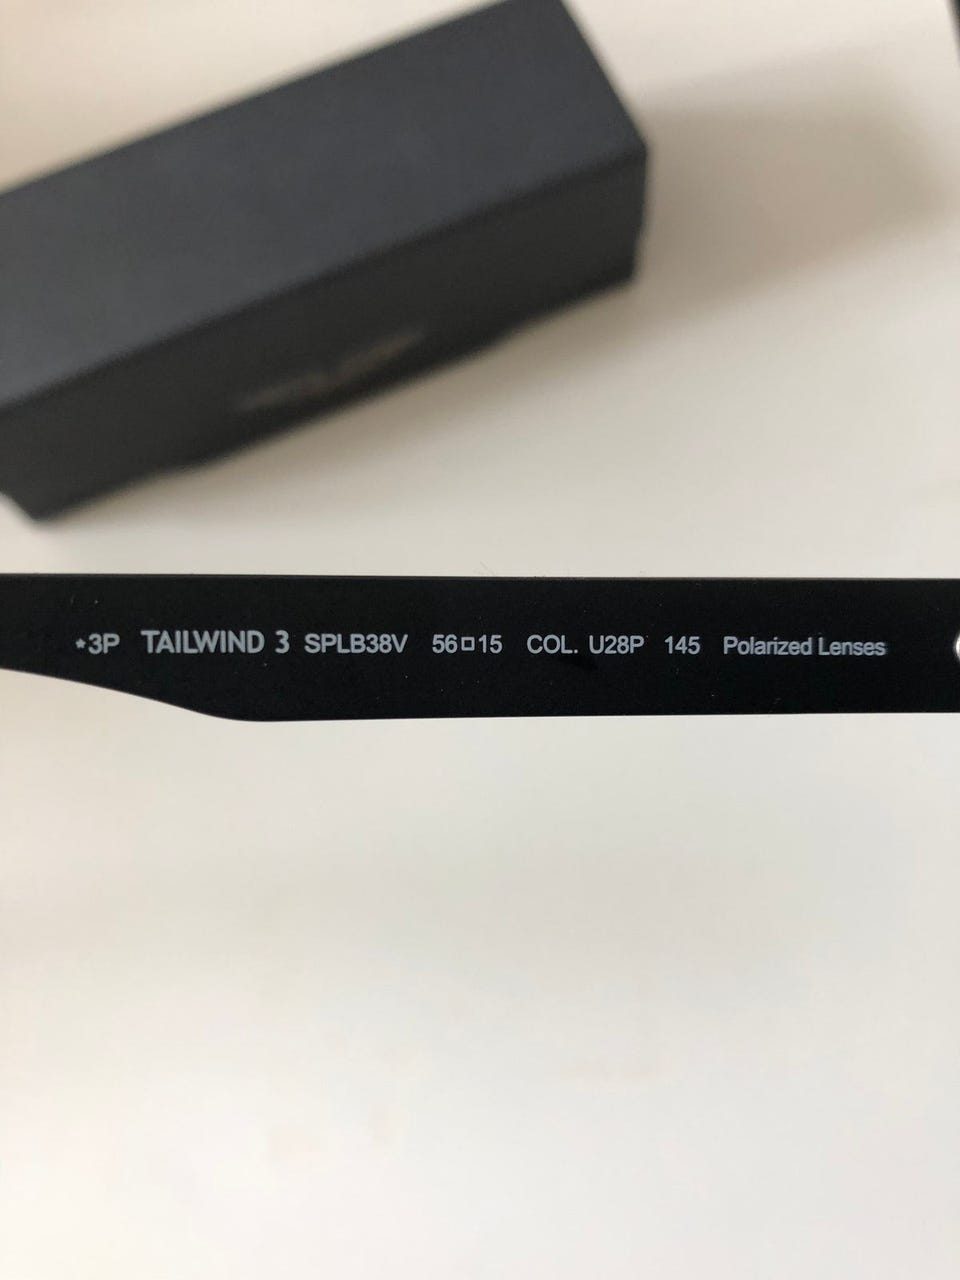 *3P TAILWIND 3 SPLB38V 56□15 COL. U28P 145 Polarized Lenses